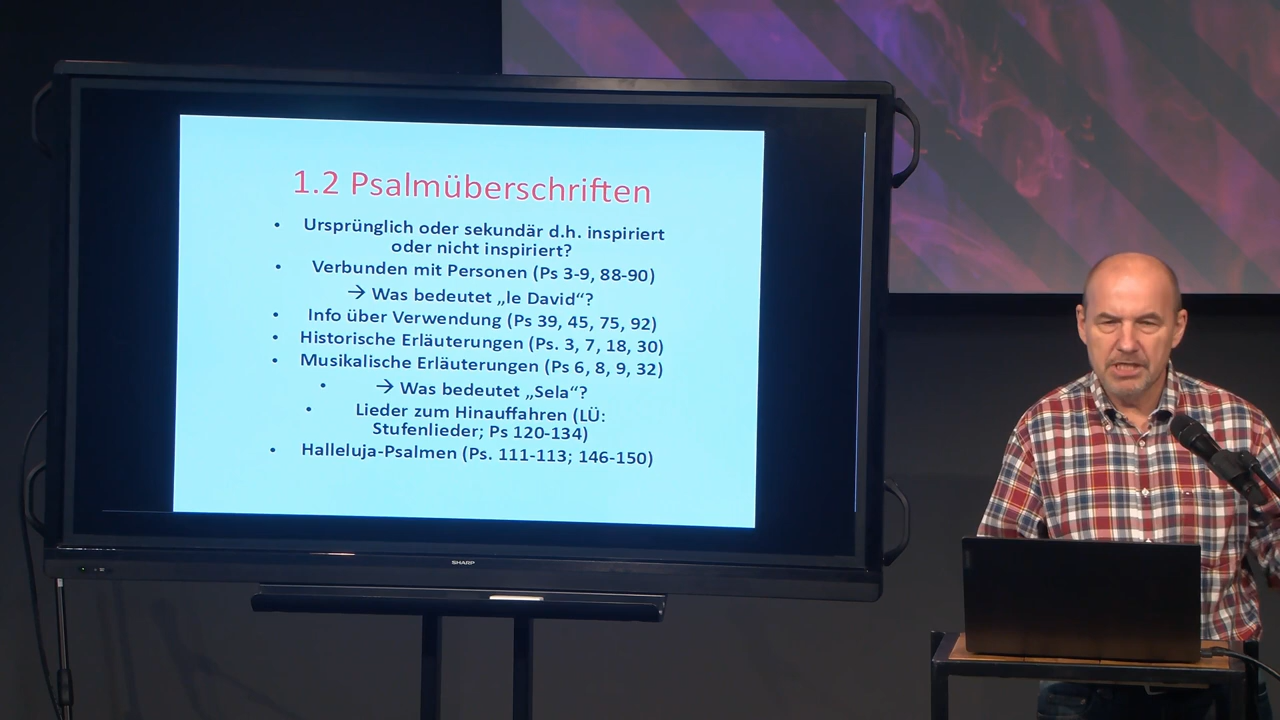 1.2 Psalmüberschriften
• Ursprünglich oder sekundär d.h. inspiriert
oder nicht inspiriert?
• Verbunden mit Personen (Ps 3-9, 88-90)
→ Was bedeutet „le David“?
• Info über Verwendung (Ps 39, 45, 75, 92)
• Historische Erläuterungen (Ps. 3, 7, 18, 30)
• Musikalische Erläuterungen (Ps 6, 8, 9, 32)
• → Was bedeutet „Sela“?
• Lieder zum Hinauffahren (LÜ:
Stufenlieder; Ps 120-134)
• Halleluja-Psalmen (Ps. 111-113; 146-150)
SHARP